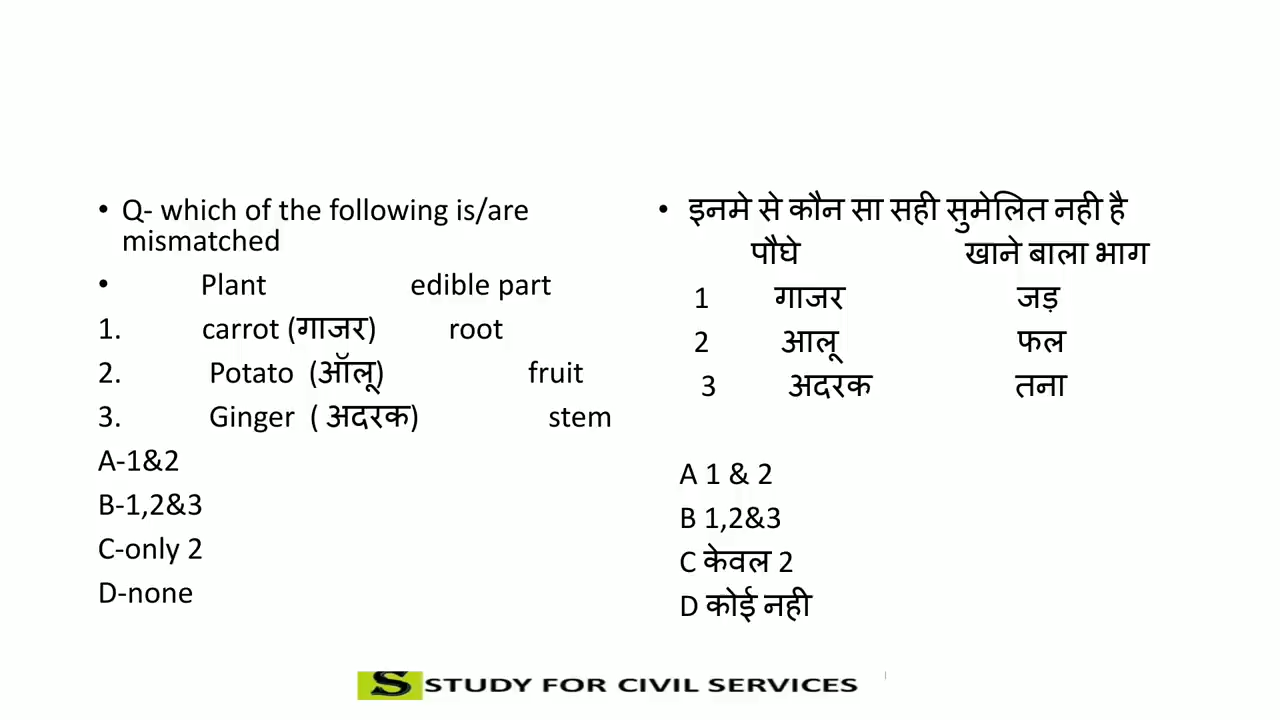 • Q- which of the following is/are
mismatched
• Plant edible part
1. carrot (गाजर) root
2. Potato (ऑलू) fruit
3. Ginger ( अदरक) stem
A-1&2
B-1,2&3
C-only 2
D-none
• इनमे से कौन सा सही सुमेलित नही है
पौघे खाने बाला भाग
1 गाजर जड़
2 आलू फल
3 अदरक तना
A 1 & 2
B 1,2&3
C केवल 2
D कोई नही
S STUDY FOR CIVIL SERVICES